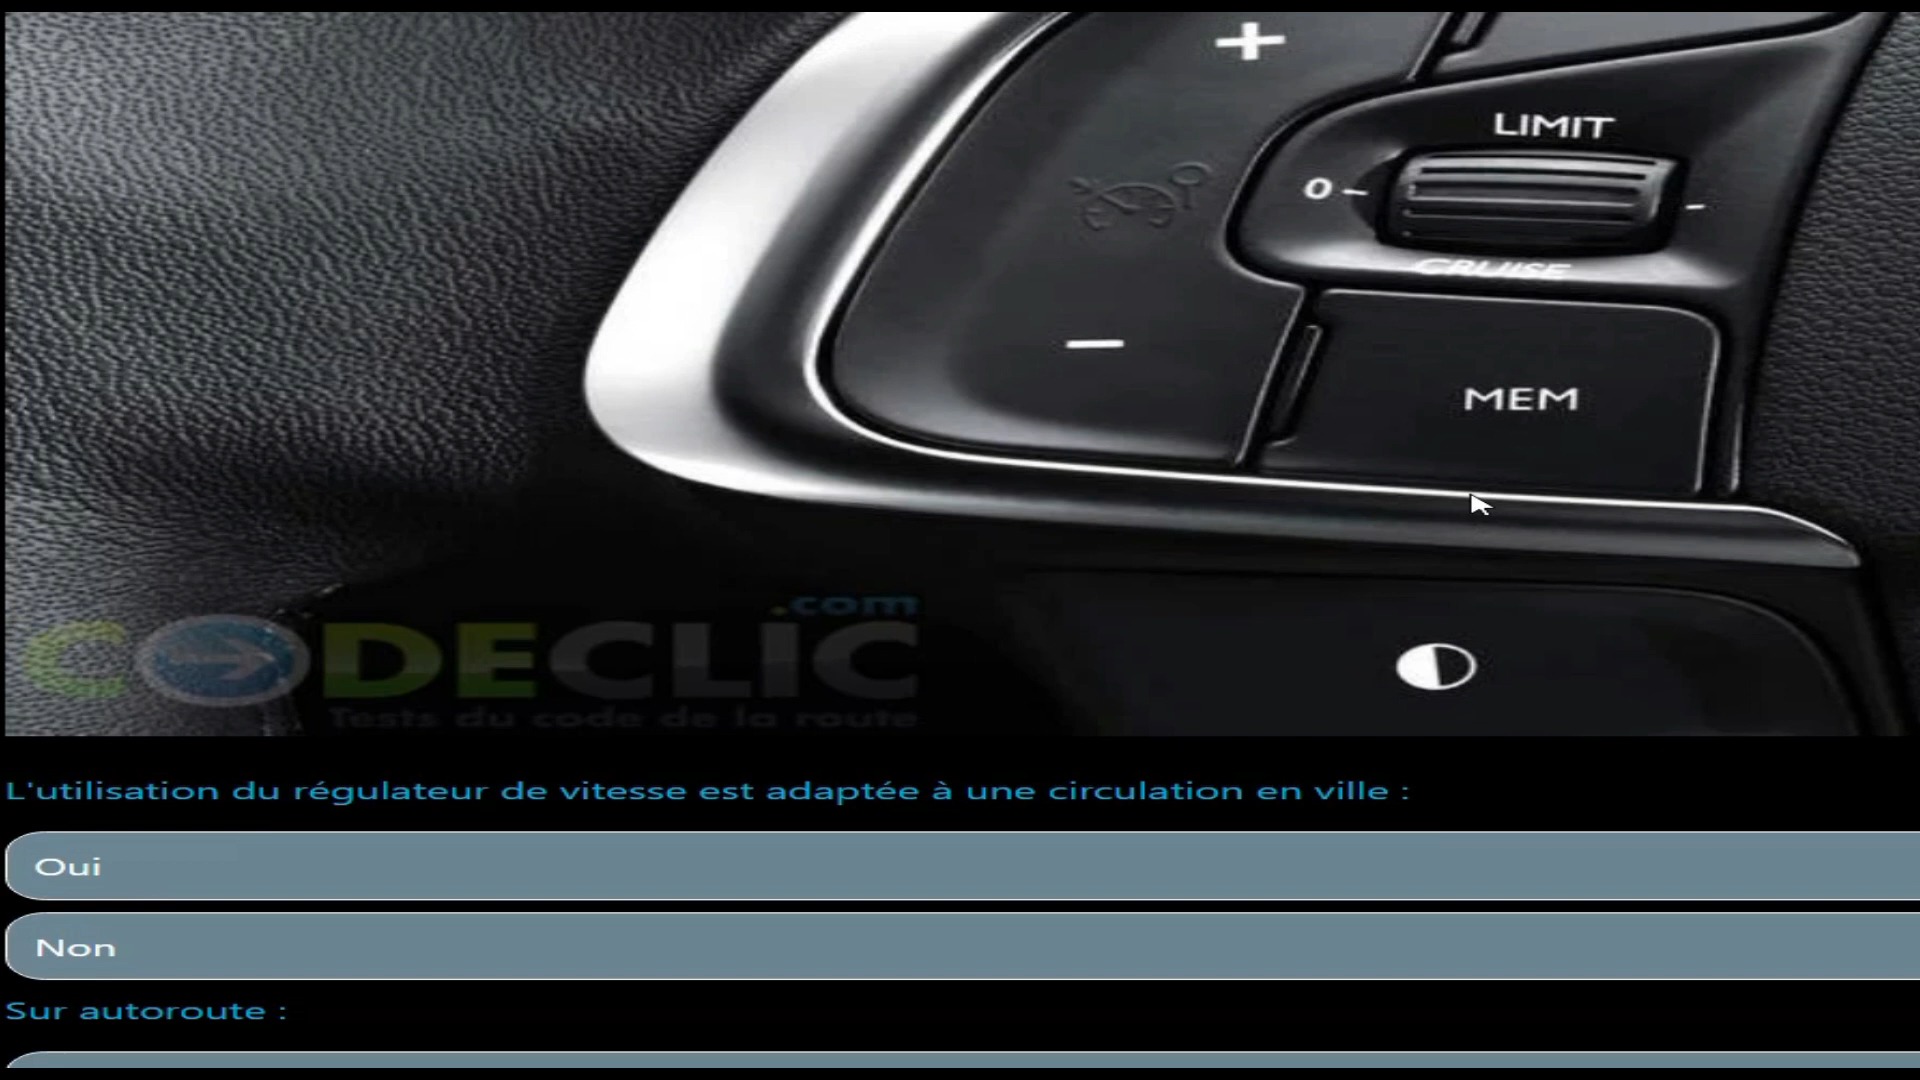 +
LIMIT
0
CRUISE
-
MEM
.com
CODECLIC
Tests du code de la route
L'utilisation du régulateur de vitesse est adaptée à une circulation en ville :
Oui
Non
Sur autoroute :